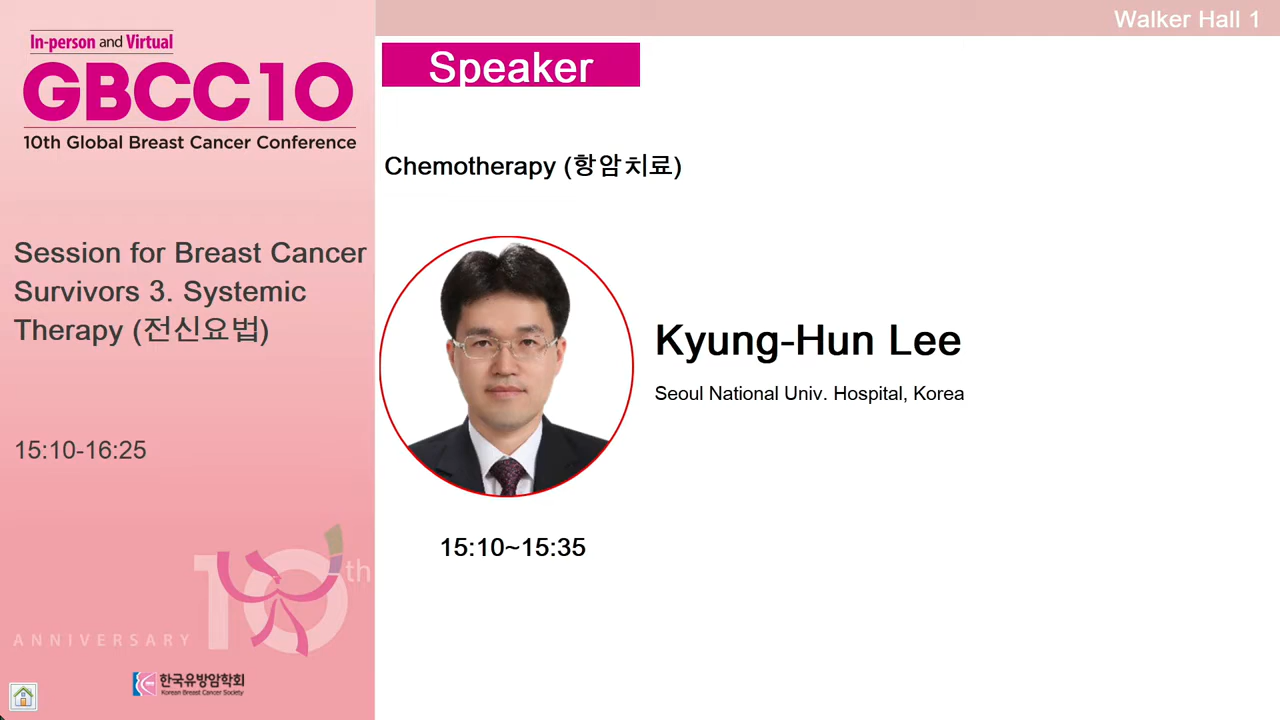 In-person and Virtual
GBCC10
10th Global Breast Cancer Conference
Session for Breast Cancer
Survivors 3. Systemic
Therapy (전신요법)
15:10-16:25
10th
ANNIVERSARY
한국유방암학회
Korean Breast Cancer Society
Walker Hall 1
Speaker
Chemotherapy (항암치료)
Kyung-Hun Lee
Seoul National Univ. Hospital, Korea
15:10~15:35